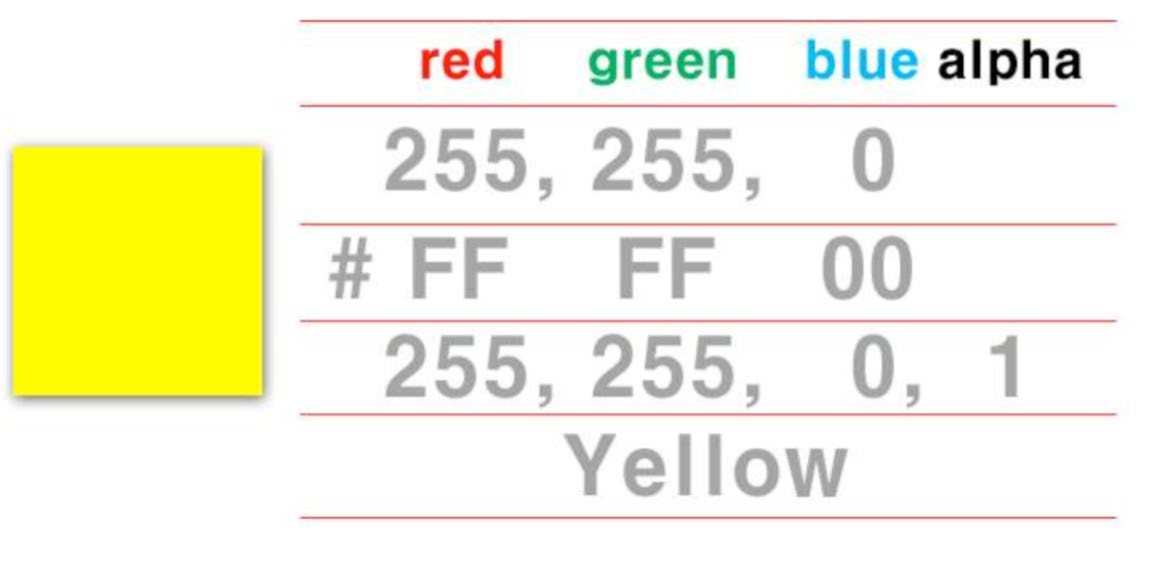 red green blue alpha
255, 255, 0
# FF FF 00
255, 255, 0, 1
Yellow